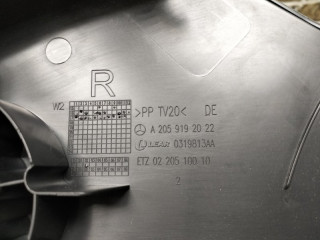 R
W2
>PP TV20< DE
A 205 919 20 22
LEAR 0319813AA
ETZ 02 205 100 10
2